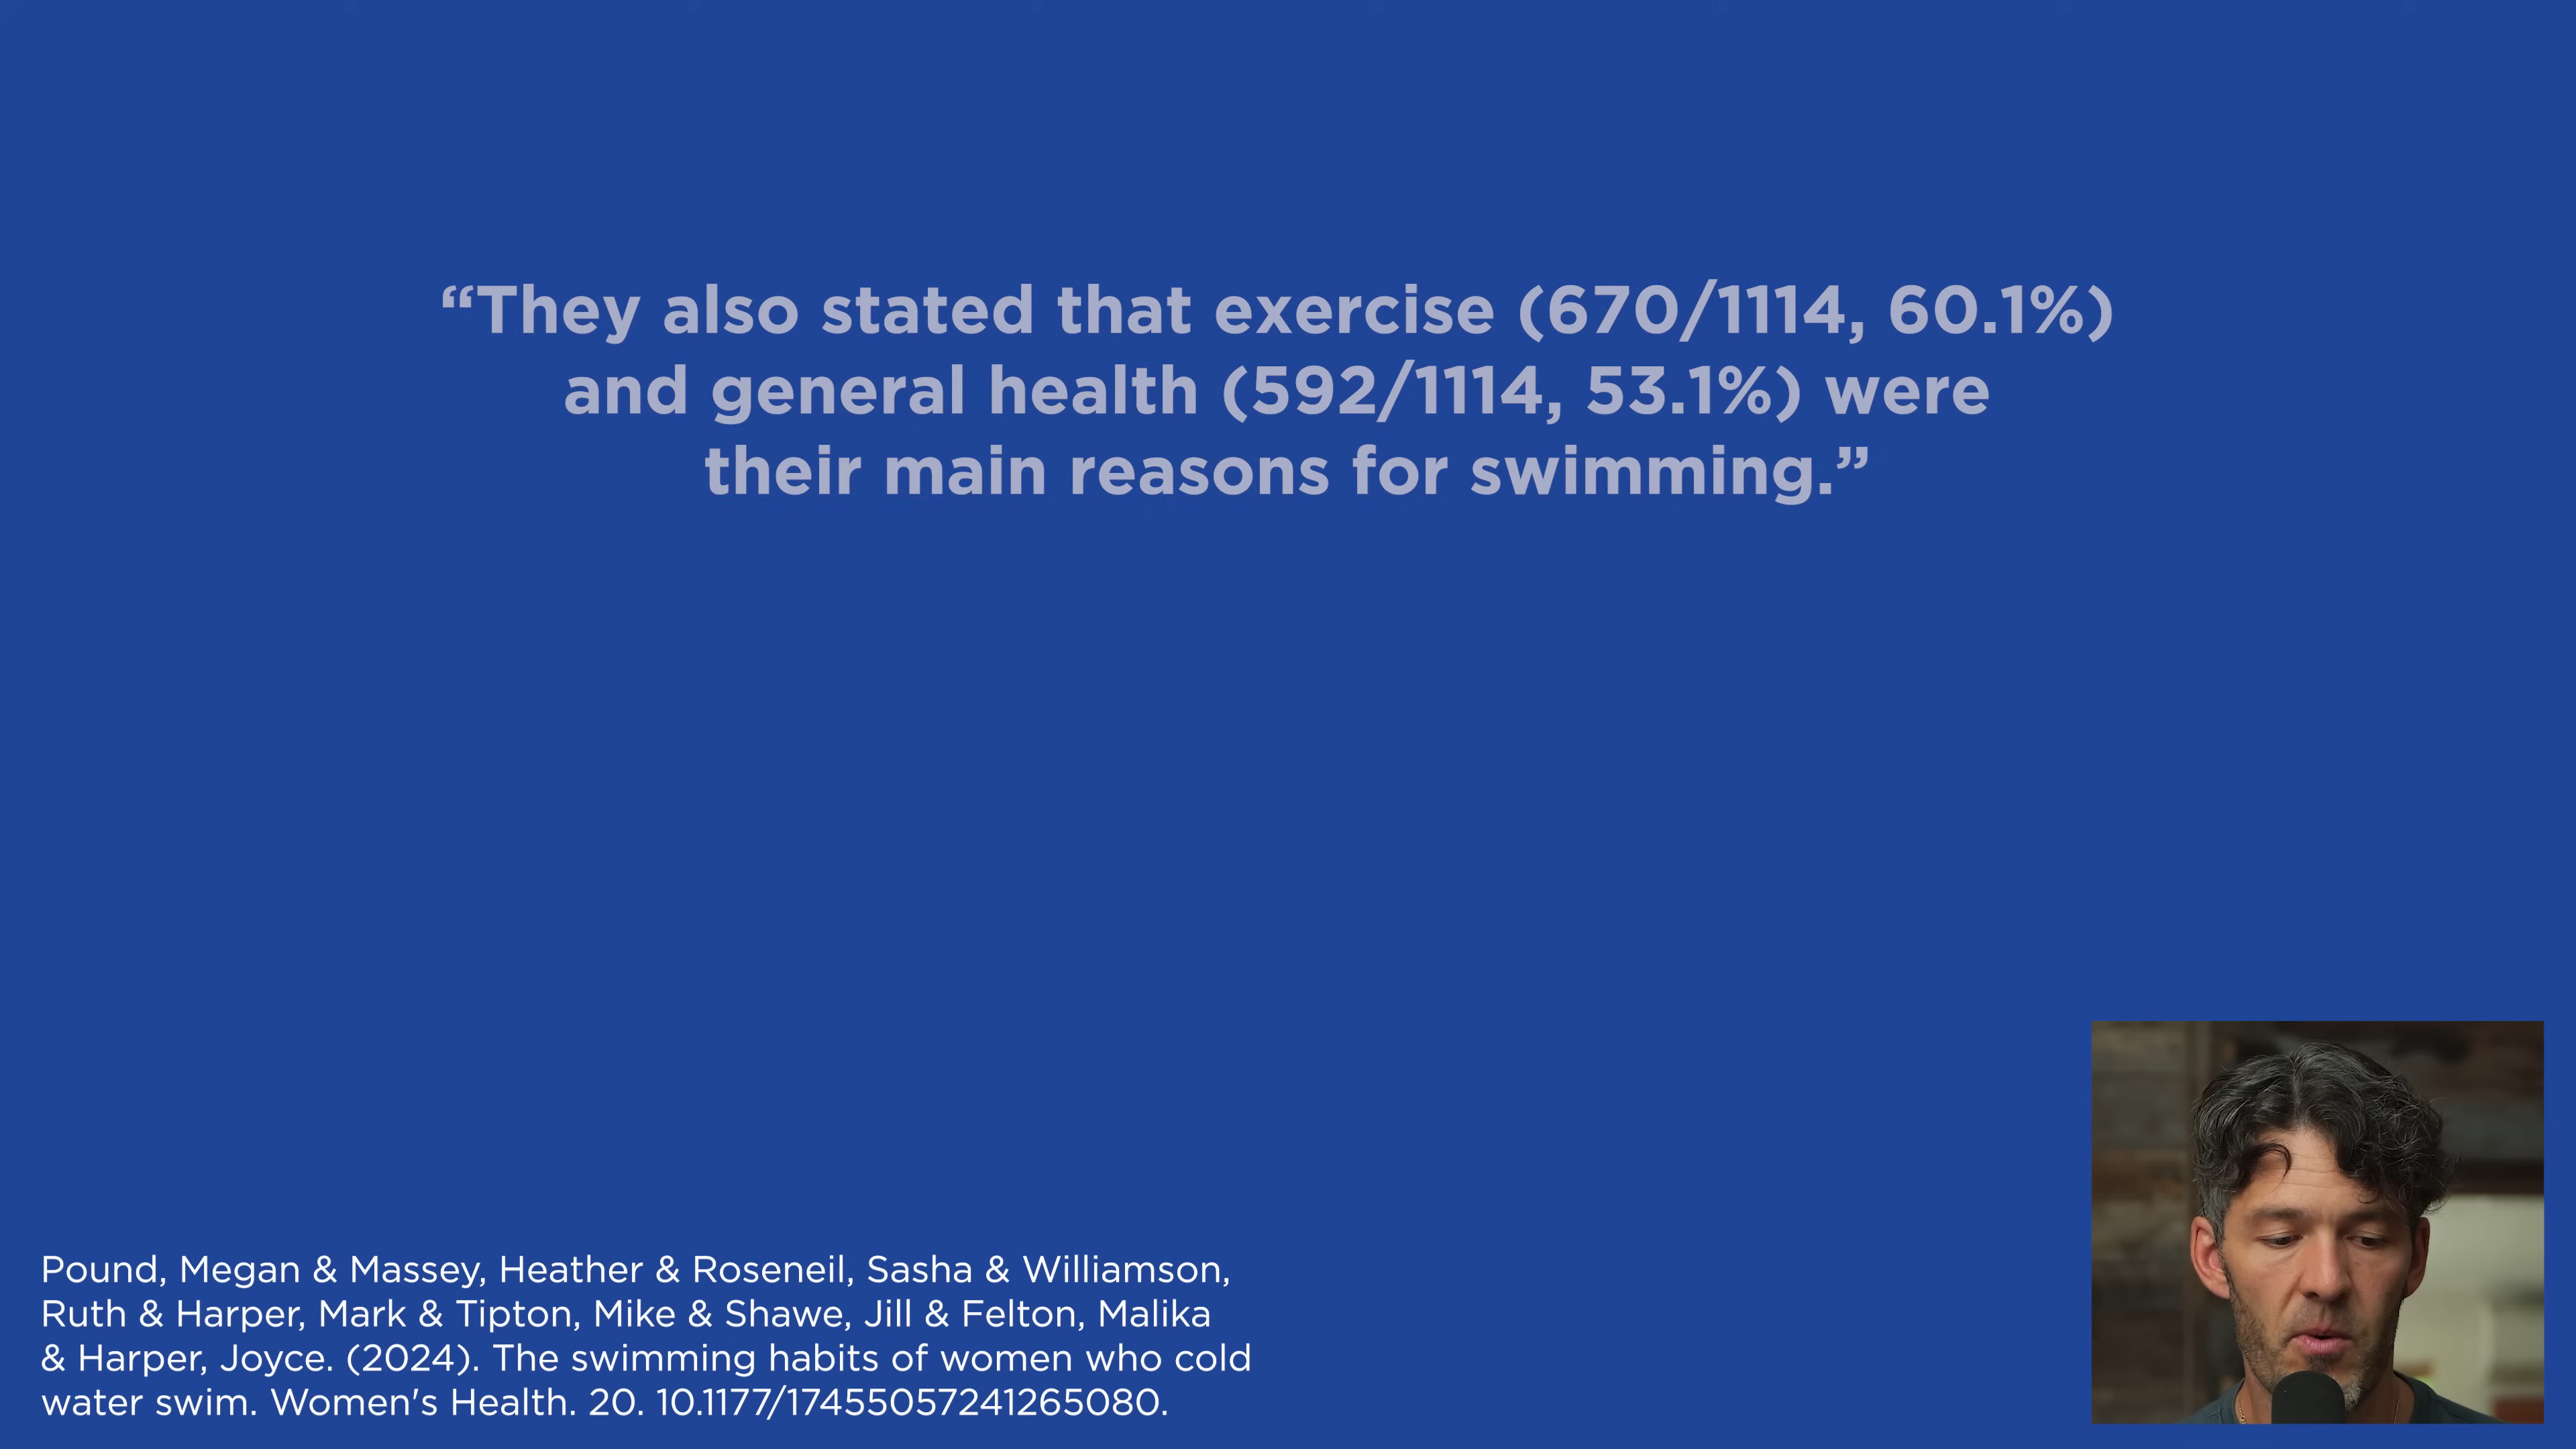 “They also stated that exercise (670/1114, 60.1%)
and general health (592/1114, 53.1%) were
their main reasons for swimming.”
Pound, Megan & Massey, Heather & Roseneil, Sasha & Williamson,
Ruth & Harper, Mark & Tipton, Mike & Shawe, Jill & Felton, Malika
& Harper, Joyce. (2024). The swimming habits of women who cold
water swim. Women's Health. 20. 10.1177/17455057241265080.